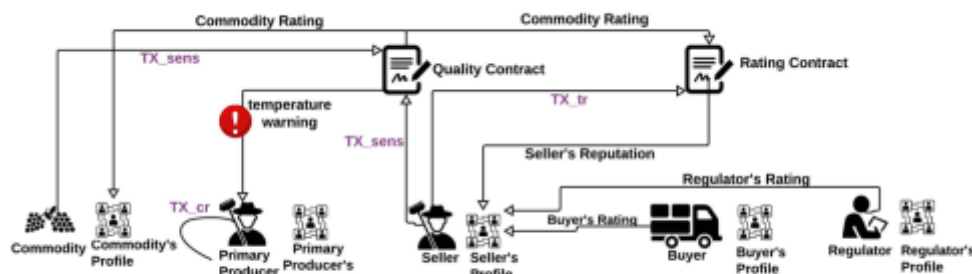 Commodity Rating
Commodity Rating
TX_sens
Quality Contract
Rating Contract
temperature
warning
TX_tr
TX_sens
Seller's Reputation
Regulator's Rating
TX_cr
Buyer's Rating
Commodity
Commodity's
Profile
Primary
Producer
Primary
Producer's
Seller
Seller's
Profile
Buyer
Buyer's
Profile
Regulator
Regulator's
Profile